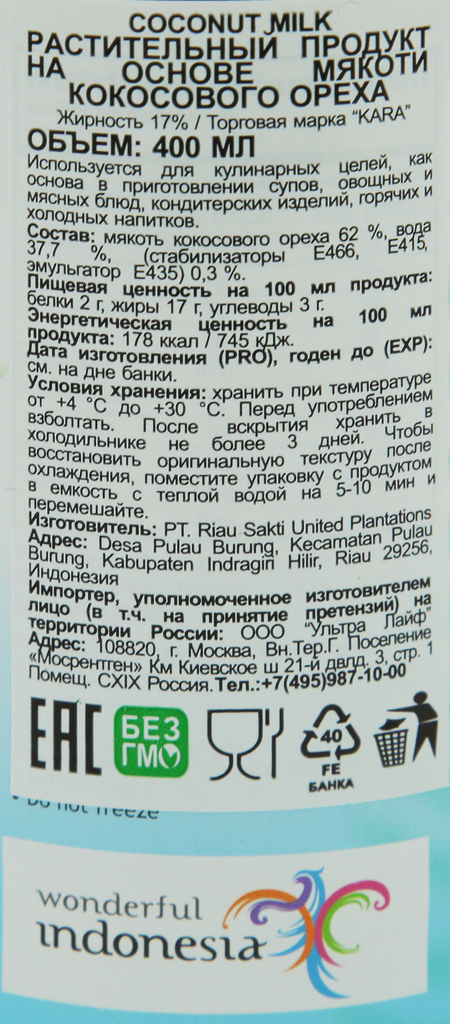 COCONUT MILK
РАСТИТЕЛЬНЫЙ ПРОДУКТ
НА ОСНОВЕ МЯКОТИ
КОКОСОВОГО ОРЕХА
Жирность 17% / Торговая марка "KARA"
ОБЪЕМ: 400 МЛ
Используется для кулинарных целей, как
основа в приготовлении супов, овощных и
мясных блюд, кондитерских изделий, горячих и
холодных напитков.
Состав: мякоть кокосового ореха 62 %, вода
37,7 %, (стабилизаторы Е466, Е415,
эмульгатор Е435) 0,3 %.
Пищевая ценность на 100 мл продукта:
белки 2 г, жиры 17 г, углеводы 3 г.
Энергетическая ценность на 100 мл
продукта: 178 ккал / 745 кДж.
Дата изготовления (PRO), годен до (EXP):
см. на дне банки.
Условия хранения: хранить при температуре
от +4 °C до +30 °C. Перед употреблением
взболтать. После вскрытия хранить в
холодильнике не более 3 дней. Чтобы
восстановить оригинальную текстуру после
охлаждения, поместите упаковку с продуктом
в емкость с теплой водой на 5-10 мин и
перемешайте.
Изготовитель: PT. Riau Sakti United Plantations
Адрес: Desa Pulau Burung, Kecamatan Pulau
Burung, Kabupaten Indragiri Hilir, Riau 29256,
Индонезия
Импортер, уполномоченное изготовителем
лицо (в т.ч. на принятие претензий) на
территории России: ООО "Ультра Лайф"
Адрес: 108820, г. Москва, Вн.Тер.Г. Поселение
«Мосрентген» Км Киевское ш 21-й двлд. 3, стр. 1
Помещ. CXIX Россия. Тел.:+7(495)987-10-00
EAC
БЕЗ
ГМО
40
FE
БАНКА
• Do not freeze
wonderful
indonesia